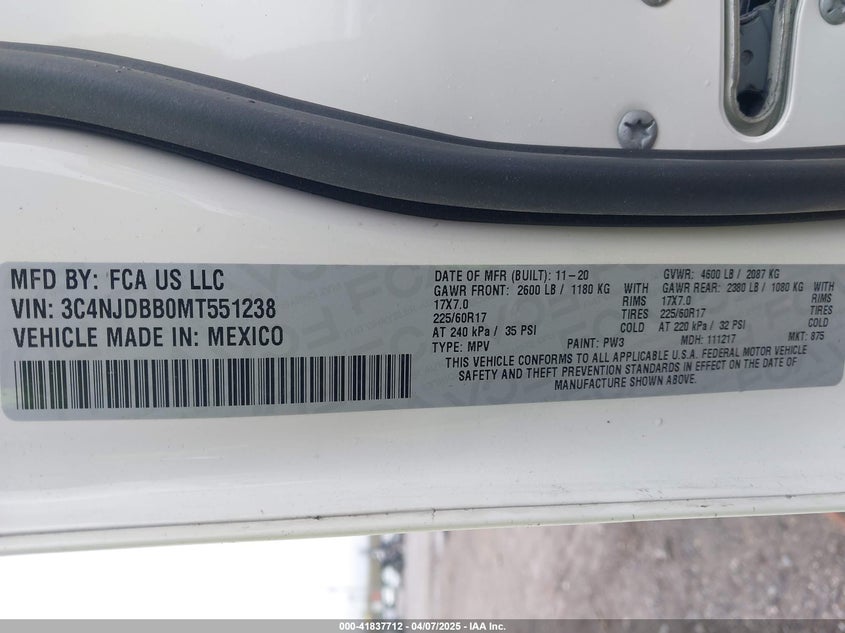 MFD BY: FCA US LLC
VIN: 3C4NJDBB0MT551238
VEHICLE MADE IN: MEXICO
DATE OF MFR (BUILT): 11-20
GVWR: 4600 LB / 2087 KG
GAWR FRONT: 2600 LB / 1180 KG WITH
17X7.0 RIMS
225/60R17 TIRES
AT 240 kPa / 35 PSI COLD
GAWR REAR: 2380 LB / 1080 KG WITH
17X7.0 RIMS
225/60R17 TIRES
AT 220 kPa / 32 PSI COLD
TYPE: MPV PAINT: PW3 MDH: 111217 MKT: 875
THIS VEHICLE CONFORMS TO ALL APPLICABLE U.S.A. FEDERAL MOTOR VEHICLE
SAFETY AND THEFT PREVENTION STANDARDS IN EFFECT ON THE DATE OF
MANUFACTURE SHOWN ABOVE.
000-41837712 - 04/07/2025 - IAA Inc.